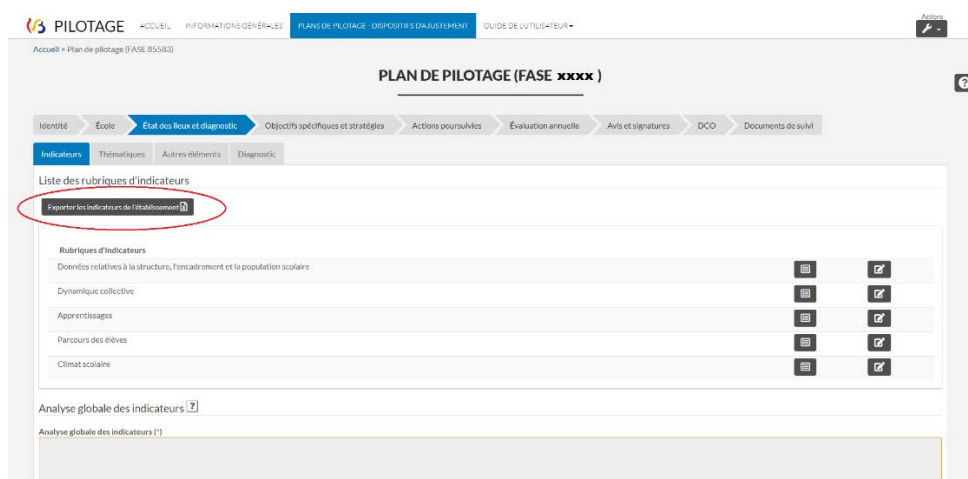 PILOTAGE ACCUEIL INFORMATIONS GÉNÉRALES PLANS DE PILOTAGE - DISPOSITIFS D'AJUSTEMENT GUIDE DE L'UTILISATEUR
Actions
Accueil > Plan de pilotage (FASE 85583)
PLAN DE PILOTAGE (FASE xxxx )
?
Identité École État des lieux et diagnostic Objectifs spécifiques et stratégies Actions poursuivies Évaluation annuelle Avis et signatures DCO Documents de suivi
Indicateurs Thématiques Autres éléments Diagnostic
Liste des rubriques d'indicateurs
Exporter les indicateurs de l'établissement
Rubriques d'indicateurs
Données relatives à la structure, l'encadrement et la population scolaire
Dynamique collective
Apprentissages
Parcours des élèves
Climat scolaire
Analyse globale des indicateurs ?
Analyse globale des indicateurs (*)